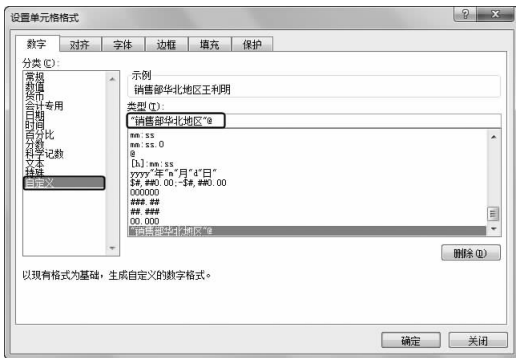 设置单元格格式
数字 对齐 字体 边框 填充 保护
分类(C):
常规
数值
货币
会计专用
日期
时间
百分比
分数
科学记数
文本
特殊
自定义
示例
销售部华北地区王利明
类型(T):
"销售部华北地区"@
mm:ss
mm:ss.0
@
[h]:mm:ss
yyyy"年"m"月"d"日"
$#,##0.00;-$#,##0.00
000000
###.##
##.###
00.000
"销售部华北地区"@
删除(D)
以现有格式为基础，生成自定义的数字格式。
确定 关闭